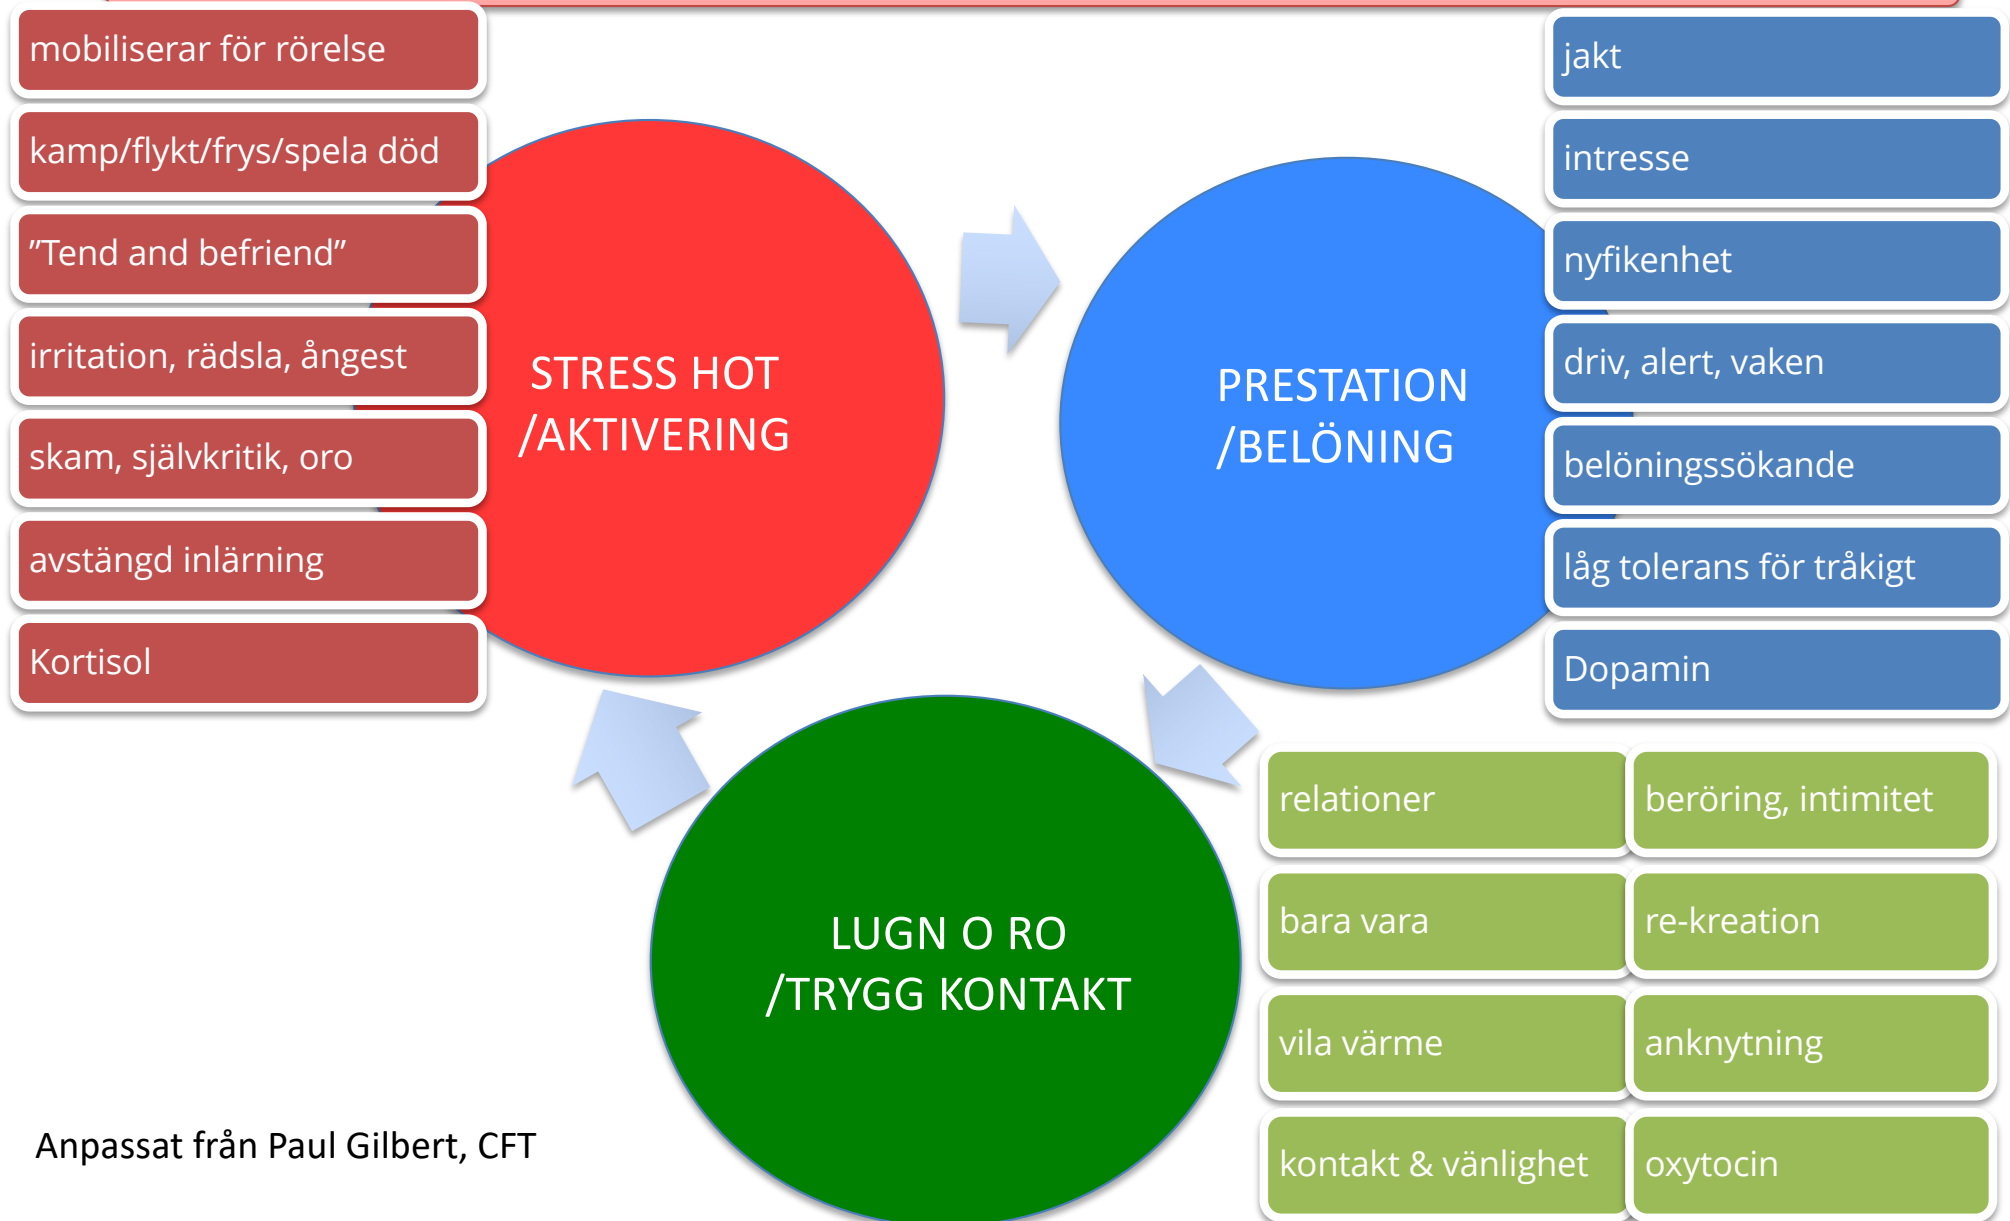 mobiliserar för rörelse
kamp/flykt/frys/spela död
”Tend and befriend”
irritation, rädsla, ångest
skam, självkritik, oro
avstängd inlärning
Kortisol
STRESS HOT
/AKTIVERING
PRESTATION
/BELÖNING
jakt
intresse
nyfikenhet
driv, alert, vaken
belöningssökande
låg tolerans för tråkigt
Dopamin
LUGN O RO
/TRYGG KONTAKT
relationer
beröring, intimitet
bara vara
re-kreation
vila värme
anknytning
kontakt & vänlighet
oxytocin
Anpassat från Paul Gilbert, CFT